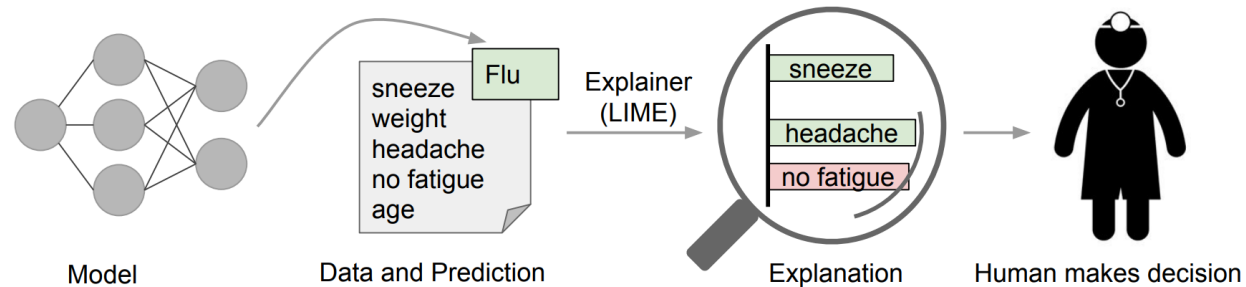 Flu
sneeze
weight
headache
no fatigue
age
Explainer
(LIME)
sneeze
headache
no fatigue
Model
Data and Prediction
Explanation
Human makes decision